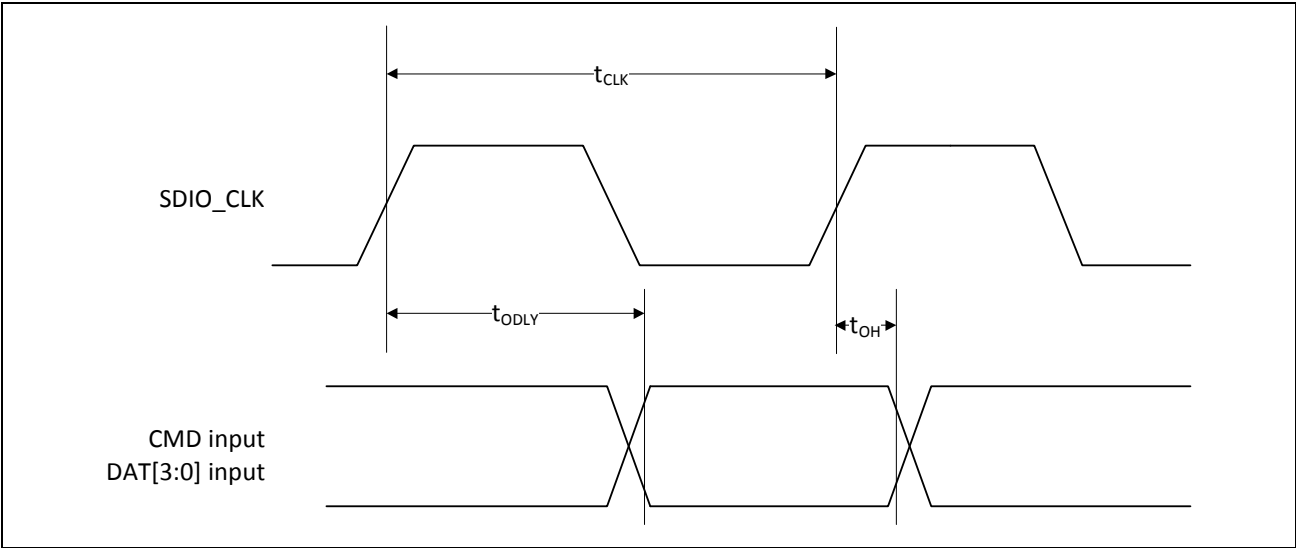 tCLK
SDIO_CLK
tODLY
tOH
CMD input
DAT[3:0] input